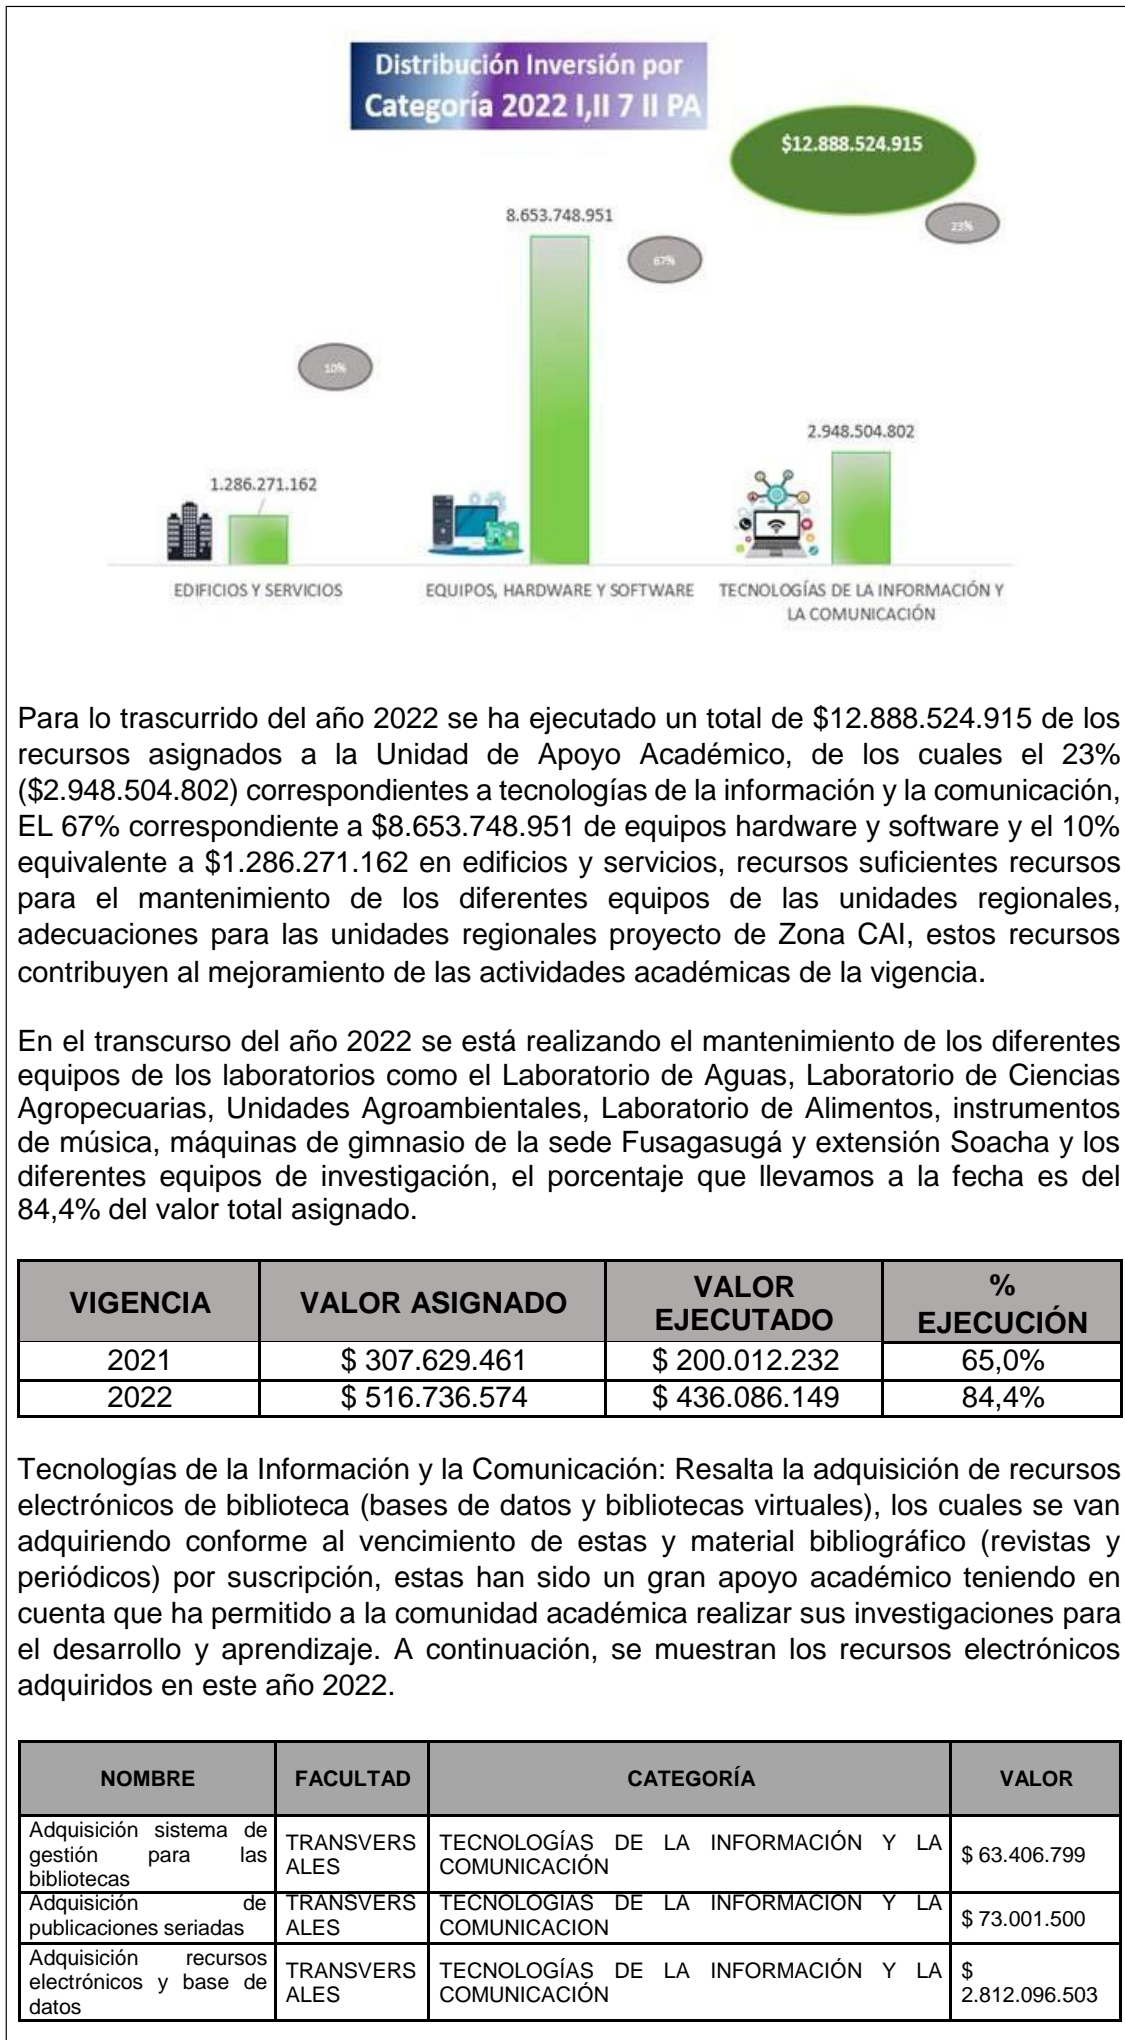 Distribución Inversión por
Categoría 2022 I,II 7 II PA
$12.888.524.915
8.653.748.951
23%
67%
10%
2.948.504.802
1.286.271.162
EDIFICIOS Y SERVICIOS
EQUIPOS, HARDWARE Y SOFTWARE
TECNOLOGÍAS DE LA INFORMACIÓN Y
LA COMUNICACIÓN
Para lo trascurrido del año 2022 se ha ejecutado un total de $12.888.524.915 de los
recursos asignados a la Unidad de Apoyo Académico, de los cuales el 23%
($2.948.504.802) correspondientes a tecnologías de la información y la comunicación,
EL 67% correspondiente a $8.653.748.951 de equipos hardware y software y el 10%
equivalente a $1.286.271.162 en edificios y servicios, recursos suficientes recursos
para el mantenimiento de los diferentes equipos de las unidades regionales,
adecuaciones para las unidades regionales proyecto de Zona CAI, estos recursos
contribuyen al mejoramiento de las actividades académicas de la vigencia.
En el transcurso del año 2022 se está realizando el mantenimiento de los diferentes
equipos de los laboratorios como el Laboratorio de Aguas, Laboratorio de Ciencias
Agropecuarias, Unidades Agroambientales, Laboratorio de Alimentos, instrumentos
de música, máquinas de gimnasio de la sede Fusagasugá y extensión Soacha y los
diferentes equipos de investigación, el porcentaje que llevamos a la fecha es del
84,4% del valor total asignado.
VIGENCIA VALOR ASIGNADO VALOR EJECUTADO % EJECUCIÓN
2021 $ 307.629.461 $ 200.012.232 65,0%
2022 $ 516.736.574 $ 436.086.149 84,4%
Tecnologías de la Información y la Comunicación: Resalta la adquisición de recursos
electrónicos de biblioteca (bases de datos y bibliotecas virtuales), los cuales se van
adquiriendo conforme al vencimiento de estas y material bibliográfico (revistas y
periódicos) por suscripción, estas han sido un gran apoyo académico teniendo en
cuenta que ha permitido a la comunidad académica realizar sus investigaciones para
el desarrollo y aprendizaje. A continuación, se muestran los recursos electrónicos
adquiridos en este año 2022.
NOMBRE FACULTAD CATEGORÍA VALOR
Adquisición sistema de
gestión para las
bibliotecas
TRANSVERS
ALES
TECNOLOGÍAS DE LA INFORMACIÓN Y LA
COMUNICACIÓN
$ 63.406.799
Adquisición de
publicaciones seriadas
TRANSVERS
ALES
TECNOLOGIAS DE LA INFORMACIÓN Y LA
COMUNICACION
$ 73.001.500
Adquisición recursos
electrónicos y base de
datos
TRANSVERS
ALES
TECNOLOGÍAS DE LA INFORMACIÓN Y LA
COMUNICACIÓN
$
2.812.096.503